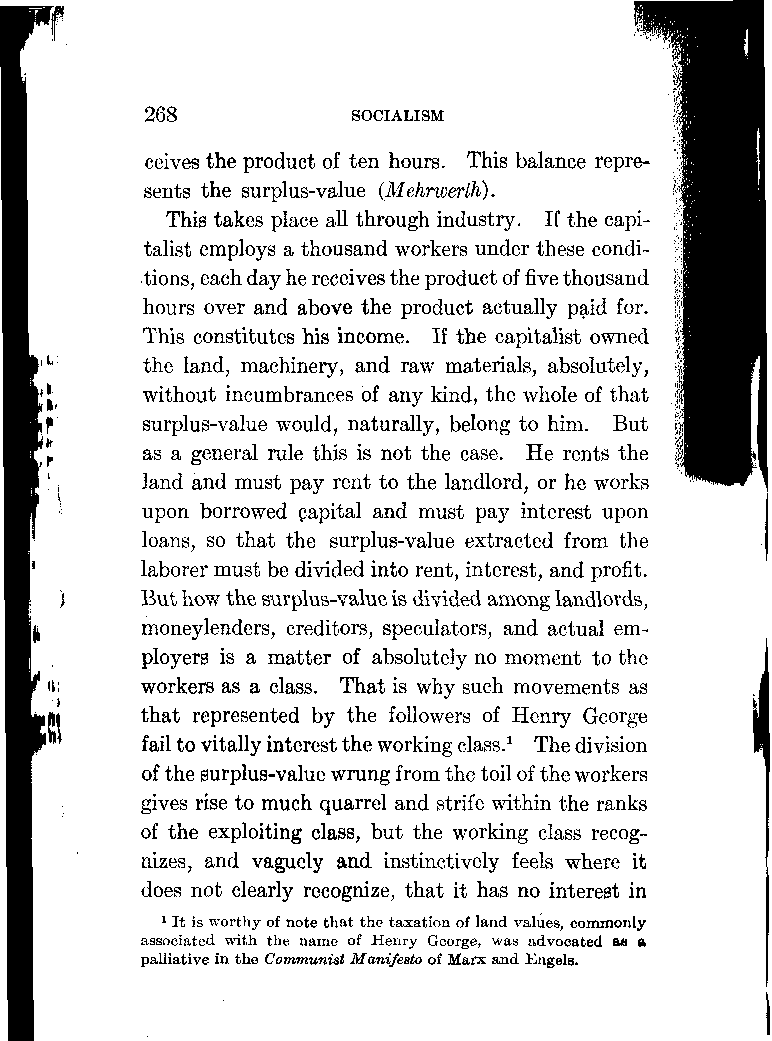 268 SOCIALISM
ceives the product of ten hours. This balance repre-
sents the surplus-value (Mehrwerth).
This takes place all through industry. If the capi-
talist employs a thousand workers under these condi-
tions, each day he receives the product of five thousand
hours over and above the product actually paid for.
This constitutes his income. If the capitalist owned
the land, machinery, and raw materials, absolutely,
without incumbrances of any kind, the whole of that
surplus-value would, naturally, belong to him. But
as a general rule this is not the case. He rents the
land and must pay rent to the landlord, or he works
upon borrowed capital and must pay interest upon
loans, so that the surplus-value extracted from the
laborer must be divided into rent, interest, and profit.
But how the surplus-value is divided among landlords,
moneylenders, creditors, speculators, and actual em-
ployers is a matter of absolutely no moment to the
workers as a class. That is why such movements as
that represented by the followers of Henry George
fail to vitally interest the working class.¹ The division
of the surplus-value wrung from the toil of the workers
gives rise to much quarrel and strife within the ranks
of the exploiting class, but the working class recog-
nizes, and vaguely and instinctively feels where it
does not clearly recognize, that it has no interest in
¹ It is worthy of note that the taxation of land values, commonly
associated with the name of Henry George, was advocated as a
palliative in the Communist Manifesto of Marx and Engels.